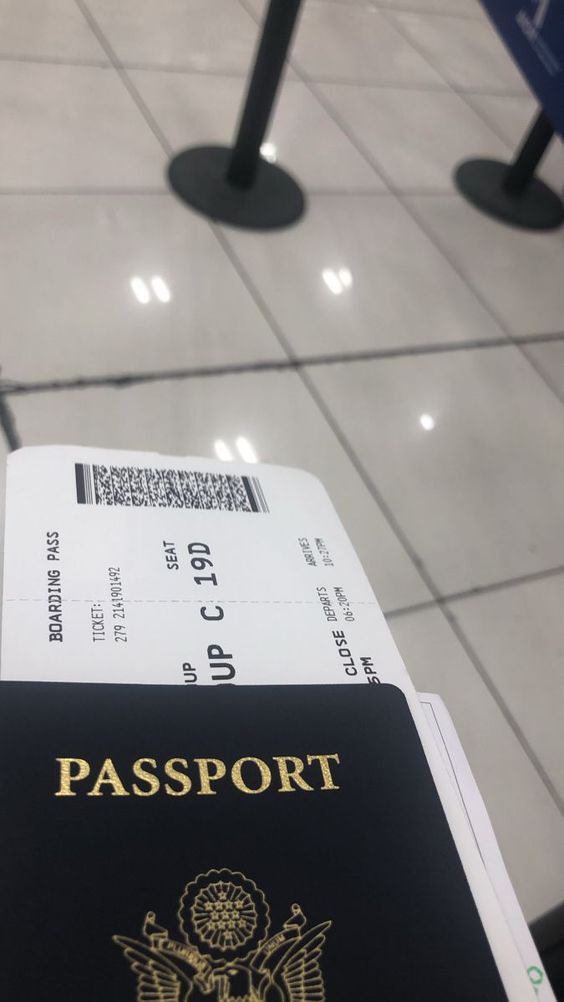 BOARDING PASS
TICKET:
279 2141901492
SEAT
UP C 19D
UP
ARRIVES
10:27PM
DEPARTS
06:20PM
CLOSE
5PM
PASSPORT